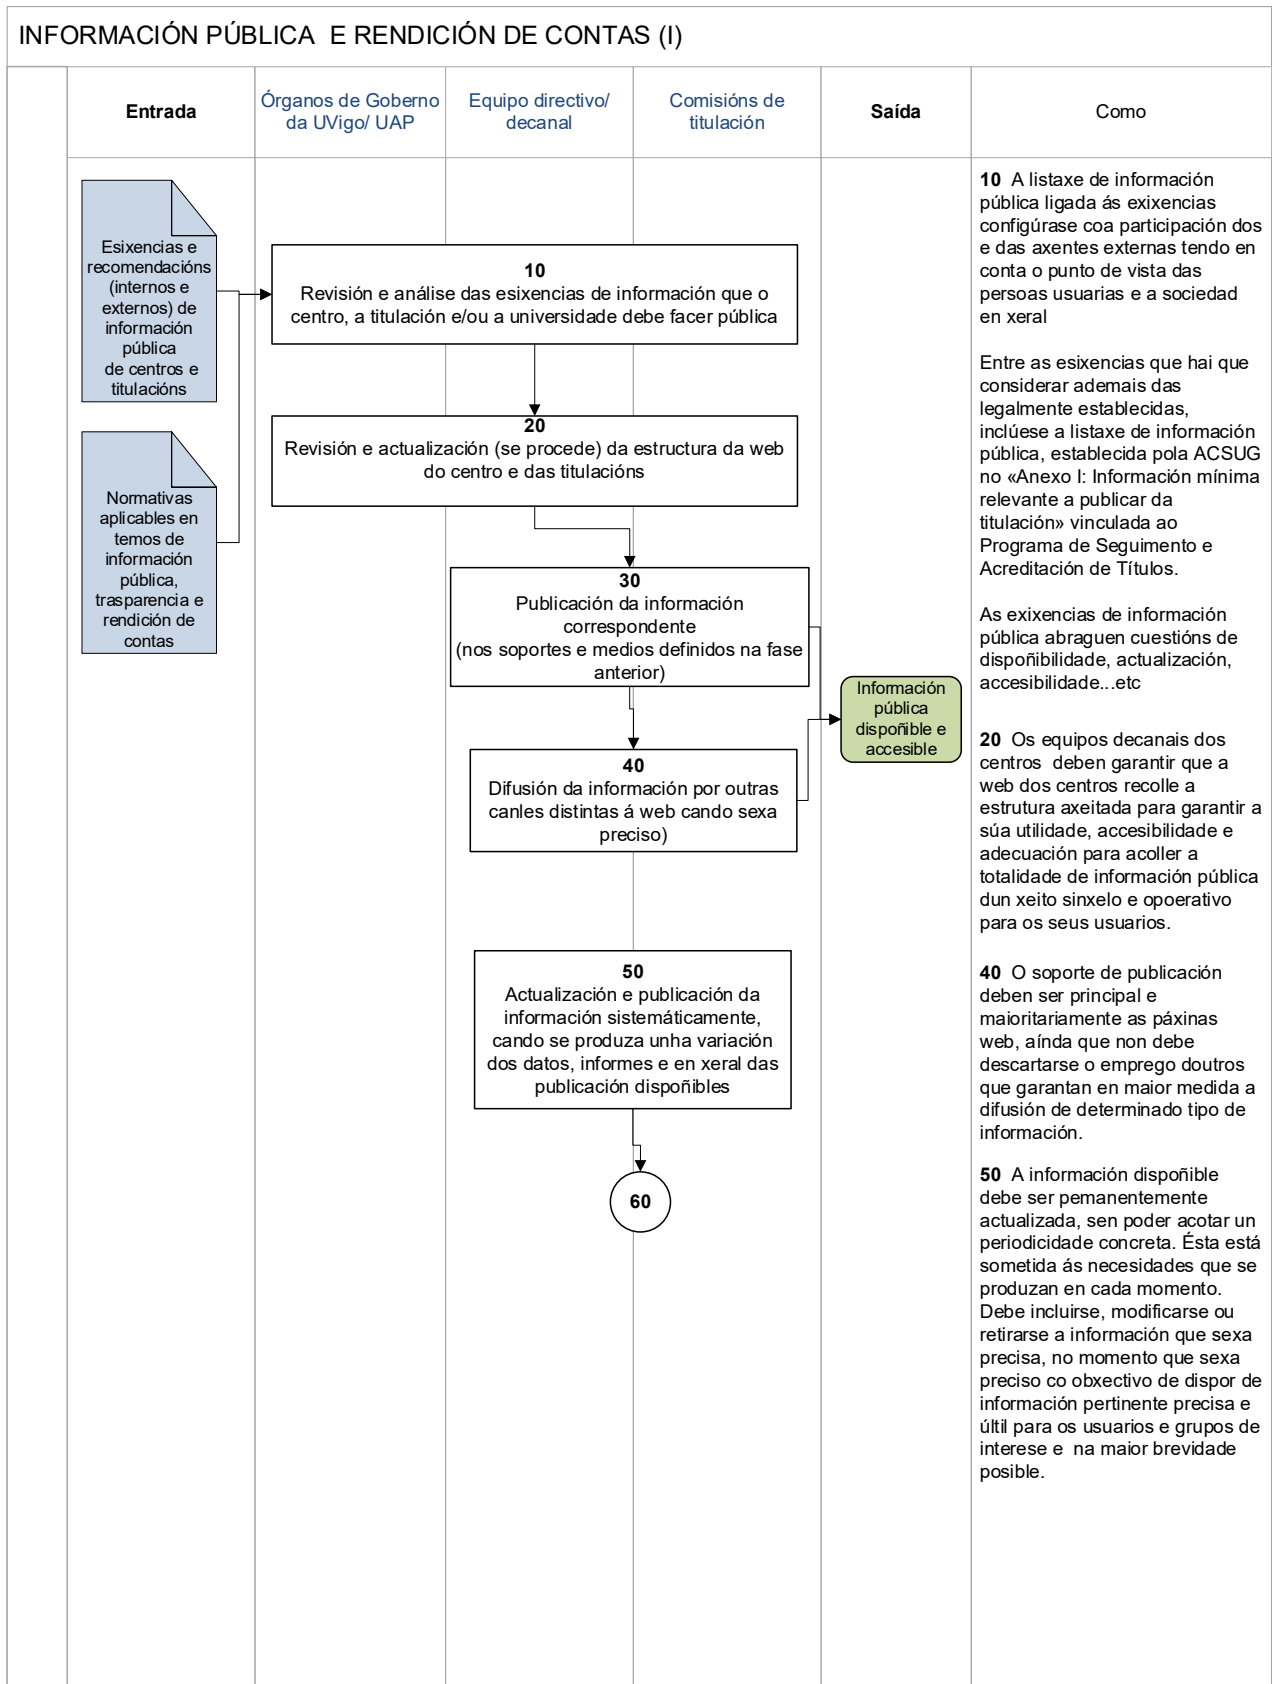 INFORMACIÓN PÚBLICA  E RENDICIÓN DE CONTAS (I)
Entrada
Órganos de Goberno
da UVigo/ UAP
Equipo directivo/
decanal
Comisións de
titulación
Saída
Como
Esixencias e
recomendacións
(internos e
externos) de
información
pública
de centros e
titulacións
Normativas
aplicables en
temos de
información
pública,
trasparencia e
rendición de
contas
10
Revisión e análise das esixencias de información que o
centro, a titulación e/ou a universidade debe facer pública
20
Revisión e actualización (se procede) da estructura da web
do centro e das titulacións
30
Publicación da información
correspondente
(nos soportes e medios definidos na fase
anterior)
40
Difusión da información por outras
canles distintas á web cando sexa
preciso)
50
Actualización e publicación da
información sistemáticamente,
cando se produza unha variación
dos datos, informes e en xeral das
publicación dispoñibles
60
Información
pública
dispoñible e
accesible
10  A listaxe de información
pública ligada ás exixencias
configúrase coa participación dos
e das axentes externas tendo en
conta o punto de vista das
persoas usuarias e a sociedad
en xeral
Entre as esixencias que hai que
considerar ademais das
legalmente establecidas,
inclúese a listaxe de información
pública, establecida pola ACSUG
no «Anexo I: Información mínima
relevante a publicar da
titulación» vinculada ao
Programa de Seguimento e
Acreditación de Títulos.
As exixencias de información
pública abraguen cuestións de
dispoñibilidade, actualización,
accesibilidade...etc
20  Os equipos decanais dos
centros  deben garantir que a
web dos centros recolle a
estrutura axeitada para garantir a
súa utilidade, accesibilidade e
adecuación para acoller a
totalidade de información pública
dun xeito sinxelo e opoerativo
para os seus usuarios.
40  O soporte de publicación
deben ser principal e
maioritariamente as páxinas
web, aínda que non debe
descartarse o emprego doutros
que garantan en maior medida a
difusión de determinado tipo de
información.
50  A información dispoñible
debe ser pemanentemente
actualizada, sen poder acotar un
periodicidade concreta. Ésta está
sometida ás necesidades que se
produzan en cada momento.
Debe incluirse, modificarse ou
retirarse a información que sexa
precisa, no momento que sexa
preciso co obxectivo de dispor de
información pertinente precisa e
últil para os usuarios e grupos de
interese e  na maior brevidade
posible.